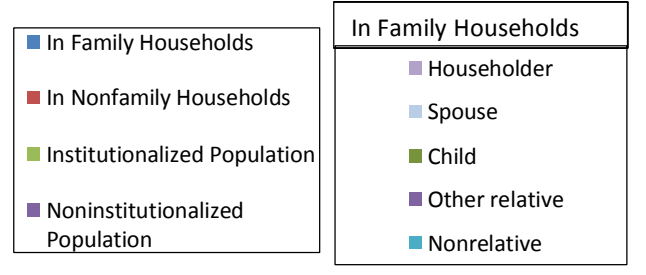 In Family Households
In Nonfamily Households
Institutionalized Population
Noninstitutionalized
Population
In Family Households
Householder
Spouse
Child
Other relative
Nonrelative